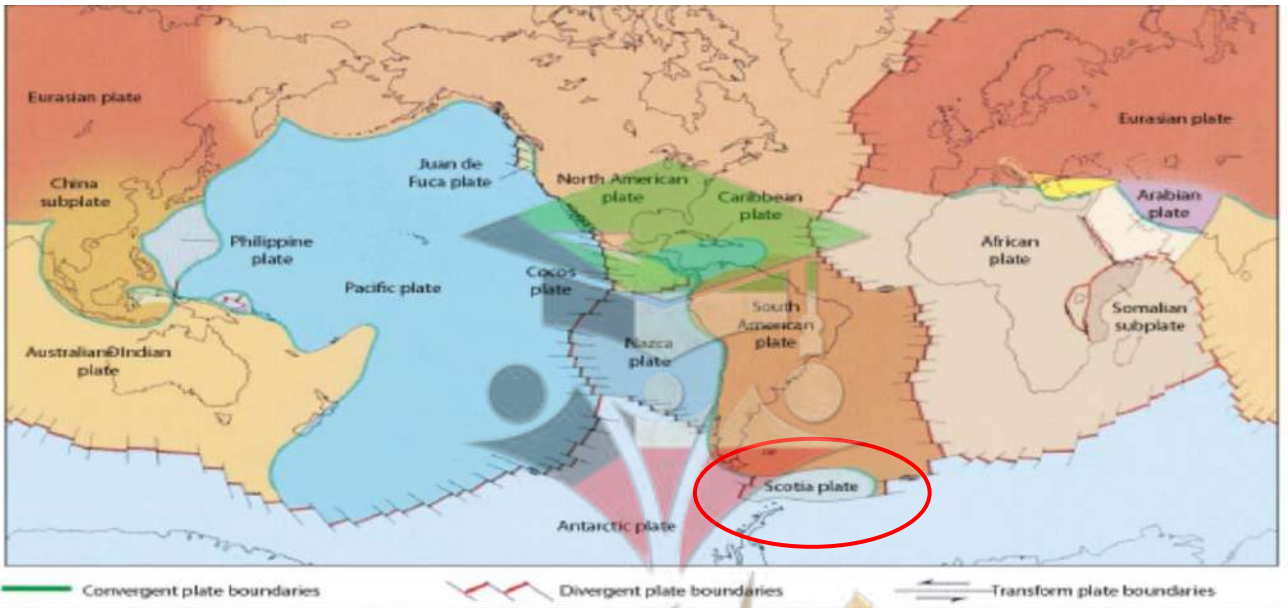 Eurasian plate
Eurasian plate
Juan de
Fuca plate
North American
plate
China
subplate
Caribbean
plate
Arabian
plate
Philippine
plate
African
plate
Cocos
plate
Pacific plate
South
American
plate
Somalian
subplate
Nazca
plate
AustralianÐIndian
plate
Scotia plate
Antarctic plate
Convergent plate boundaries
Divergent plate boundaries
Transform plate boundaries